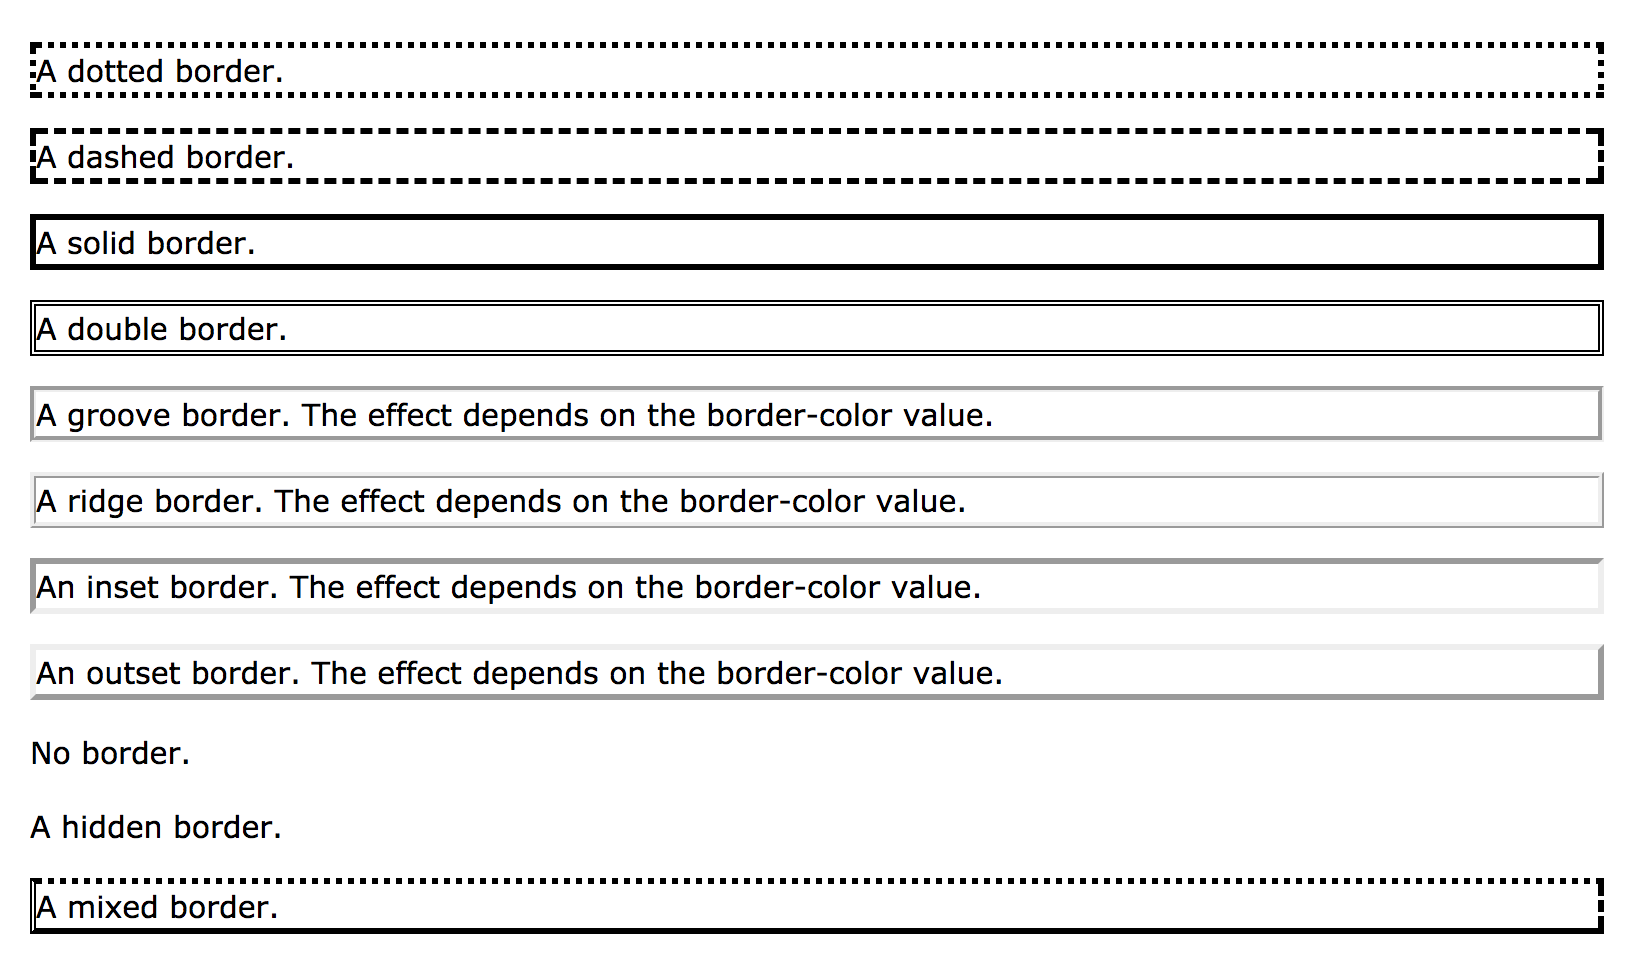 A dotted border.
A dashed border.
A solid border.
A double border.
A groove border. The effect depends on the border-color value.
A ridge border. The effect depends on the border-color value.
An inset border. The effect depends on the border-color value.
An outset border. The effect depends on the border-color value.
No border.
A hidden border.
A mixed border.